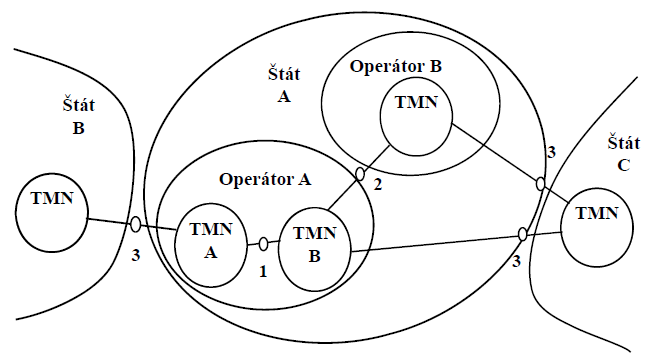 Štát
B
TMN
3
Štát
A
Operátor A
TMN
A
1
TMN
B
2
Operátor B
TMN
3
3
Štát
C
TMN